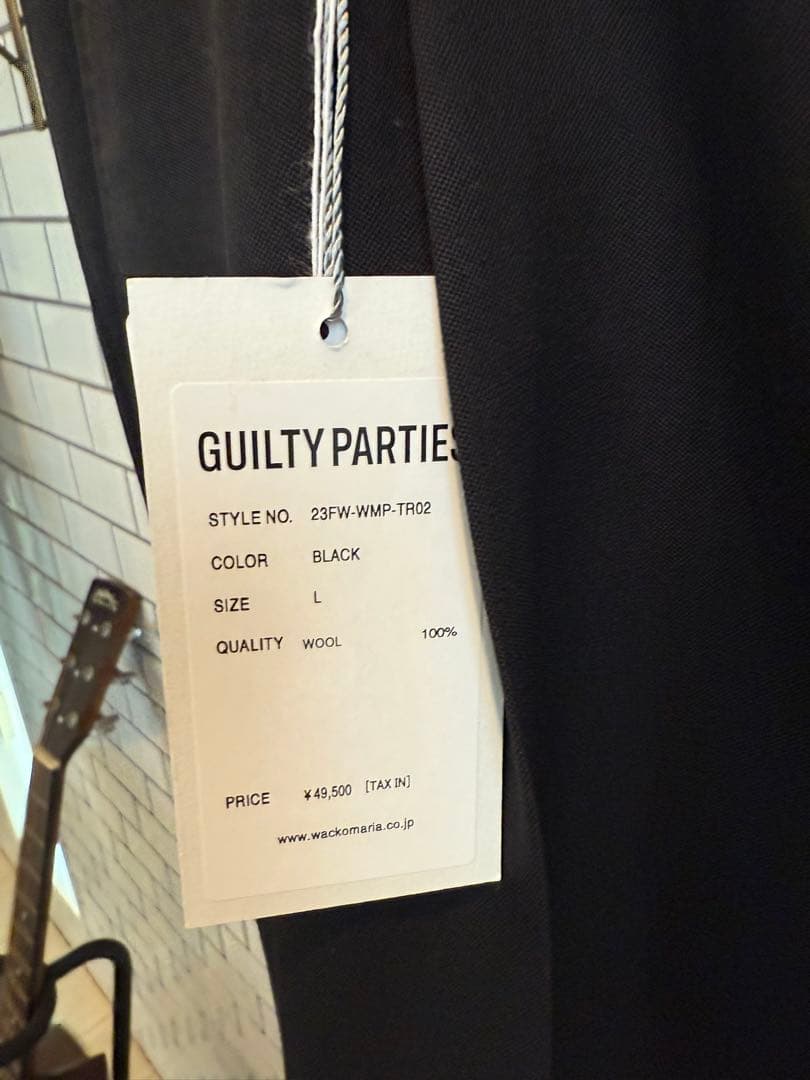 GUILTY PARTIES
STYLE NO. 23FW-WMP-TR02
COLOR BLACK
SIZE L
QUALITY WOOL 100%
PRICE ¥49,500 [TAX IN]
www.wackomaria.co.jp